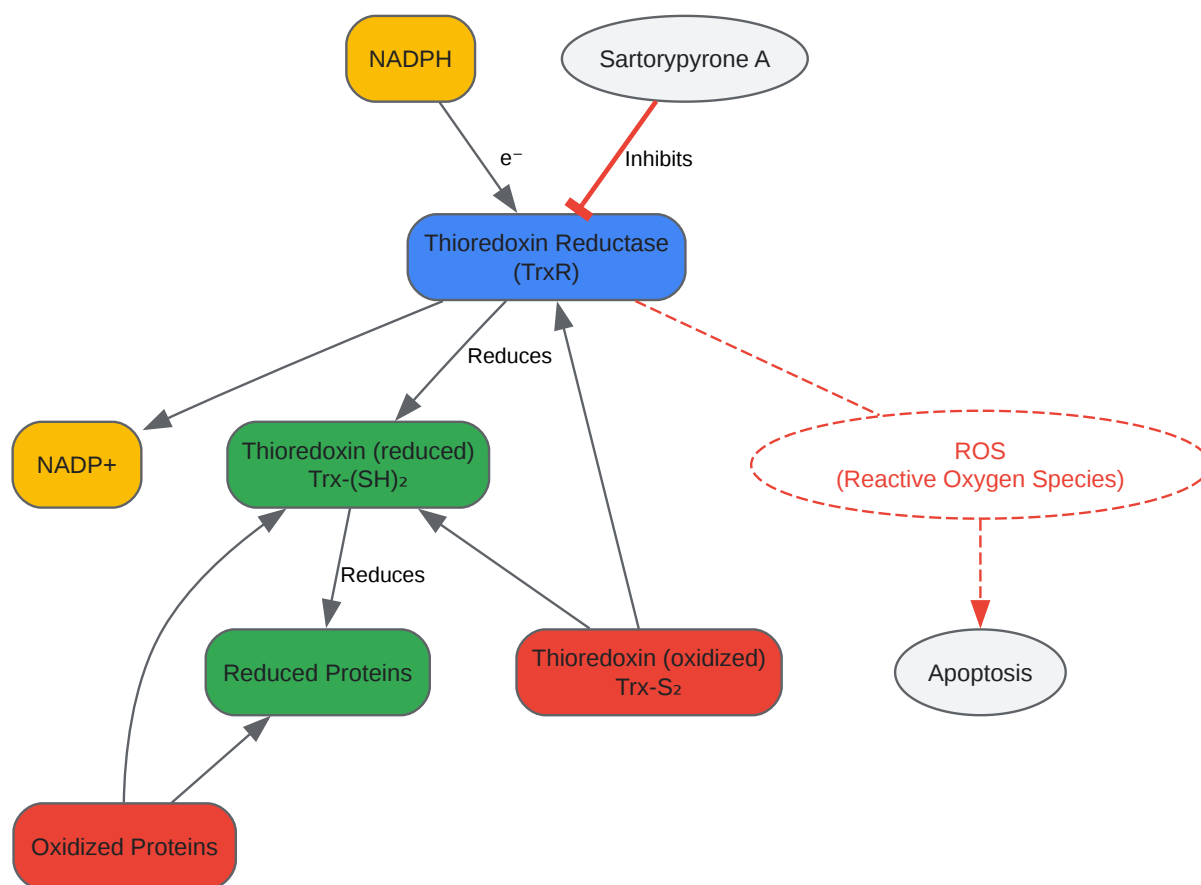 NADPH
Sartorypyrone A
e⁻
Inhibits
Thioredoxin Reductase
(TrxR)
Reduces
NADP+
Thioredoxin (reduced)
Trx-(SH)₂
ROS
(Reactive Oxygen Species)
Reduces
Reduced Proteins
Thioredoxin (oxidized)
Trx-S₂
Apoptosis
Oxidized Proteins